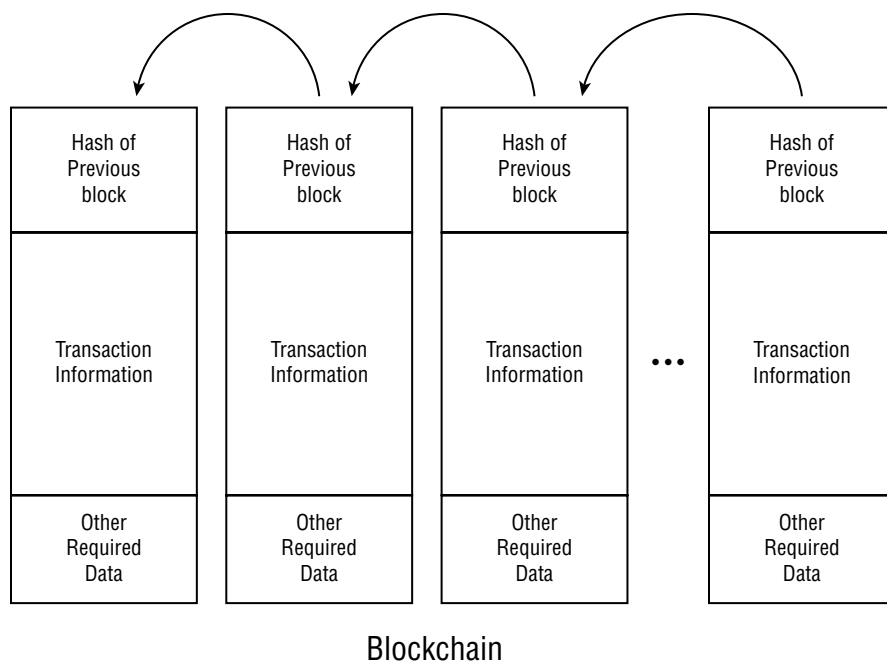 Hash of
Previous
block
Hash of
Previous
block
Hash of
Previous
block
Hash of
Previous
block
Transaction
Information
Transaction
Information
Transaction
Information
...
Transaction
Information
Other
Required
Data
Other
Required
Data
Other
Required
Data
Other
Required
Data
Blockchain